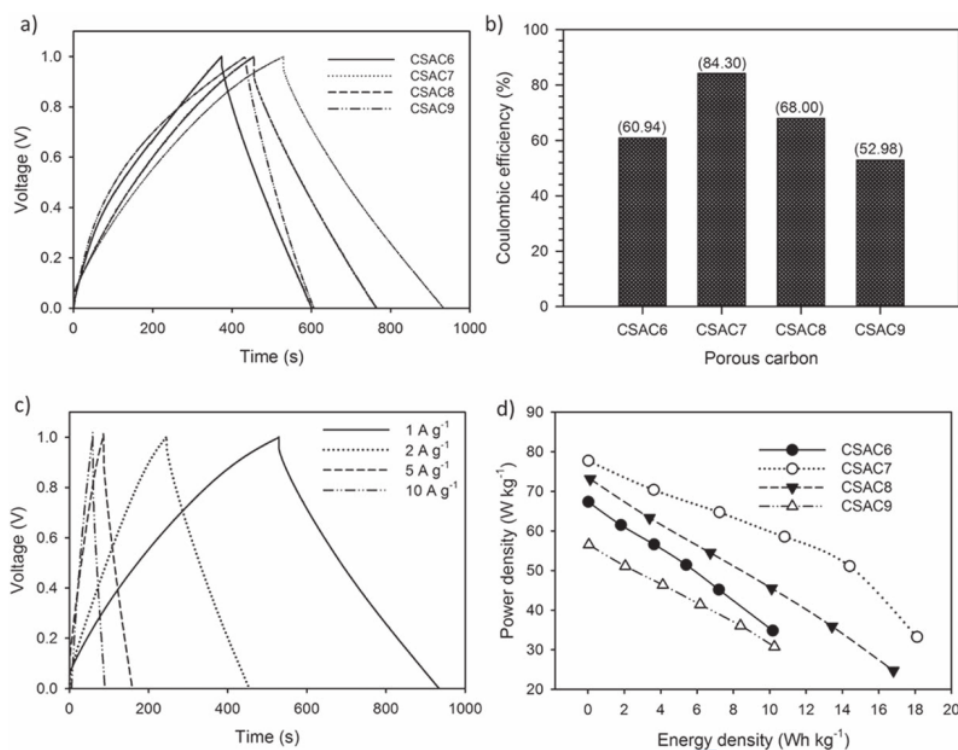 a)
1.0
0.8
0.6
0.4
0.2
0.0
Voltage (V)
CSAC6
CSAC7
CSAC8
CSAC9
0 200 400 600 800 1000
Time (s)
b)
100
80
60
40
20
0
Coulombic efficiency (%)
(60.94)
(84.30)
(68.00)
(52.98)
CSAC6 CSAC7 CSAC8 CSAC9
Porous carbon
c)
1.0
0.8
0.6
0.4
0.2
0.0
Voltage (V)
1 A g⁻¹
2 A g⁻¹
5 A g⁻¹
10 A g⁻¹
0 200 400 600 800 1000
Time (s)
d)
90
80
70
60
50
40
30
20
Power density (W kg⁻¹)
CSAC6
CSAC7
CSAC8
CSAC9
0 2 4 6 8 10 12 14 16 18 20
Energy density (Wh kg⁻¹)